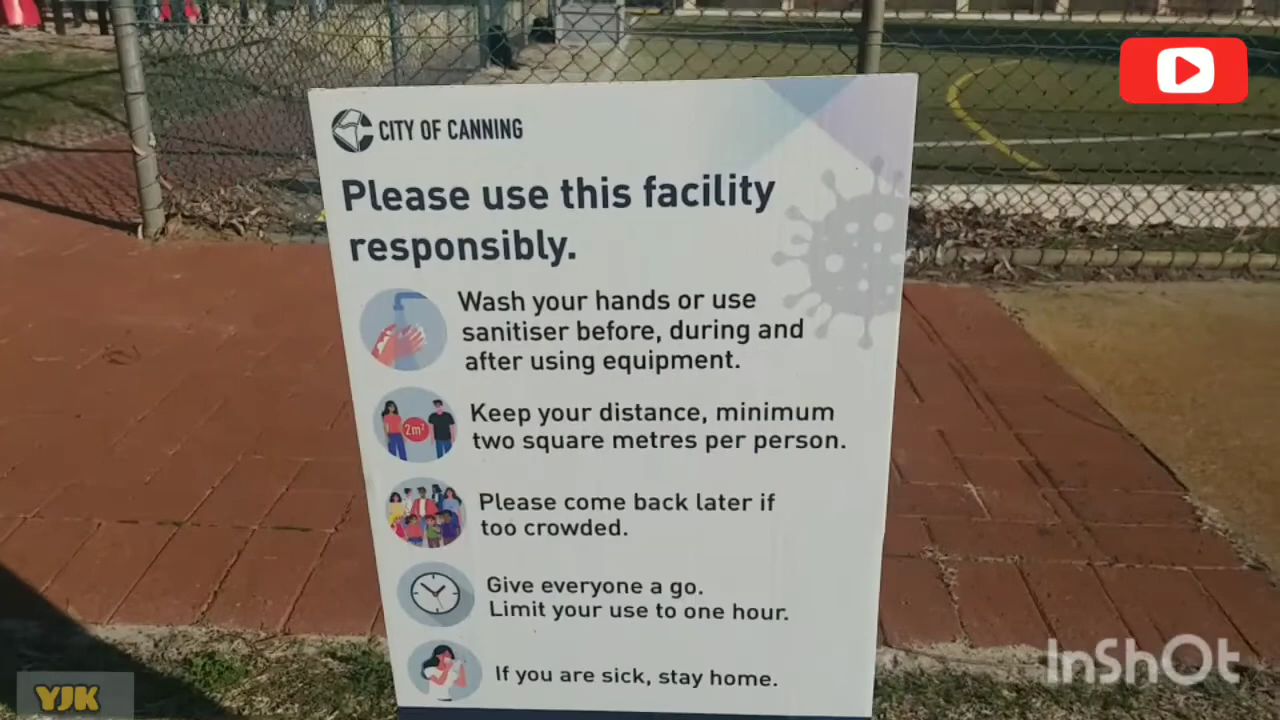 CITY OF CANNING
Please use this facility
responsibly.
Wash your hands or use
sanitiser before, during and
after using equipment.
2m²
Keep your distance, minimum
two square metres per person.
Please come back later if
too crowded.
Give everyone a go.
Limit your use to one hour.
If you are sick, stay home.
InShOt
YJK